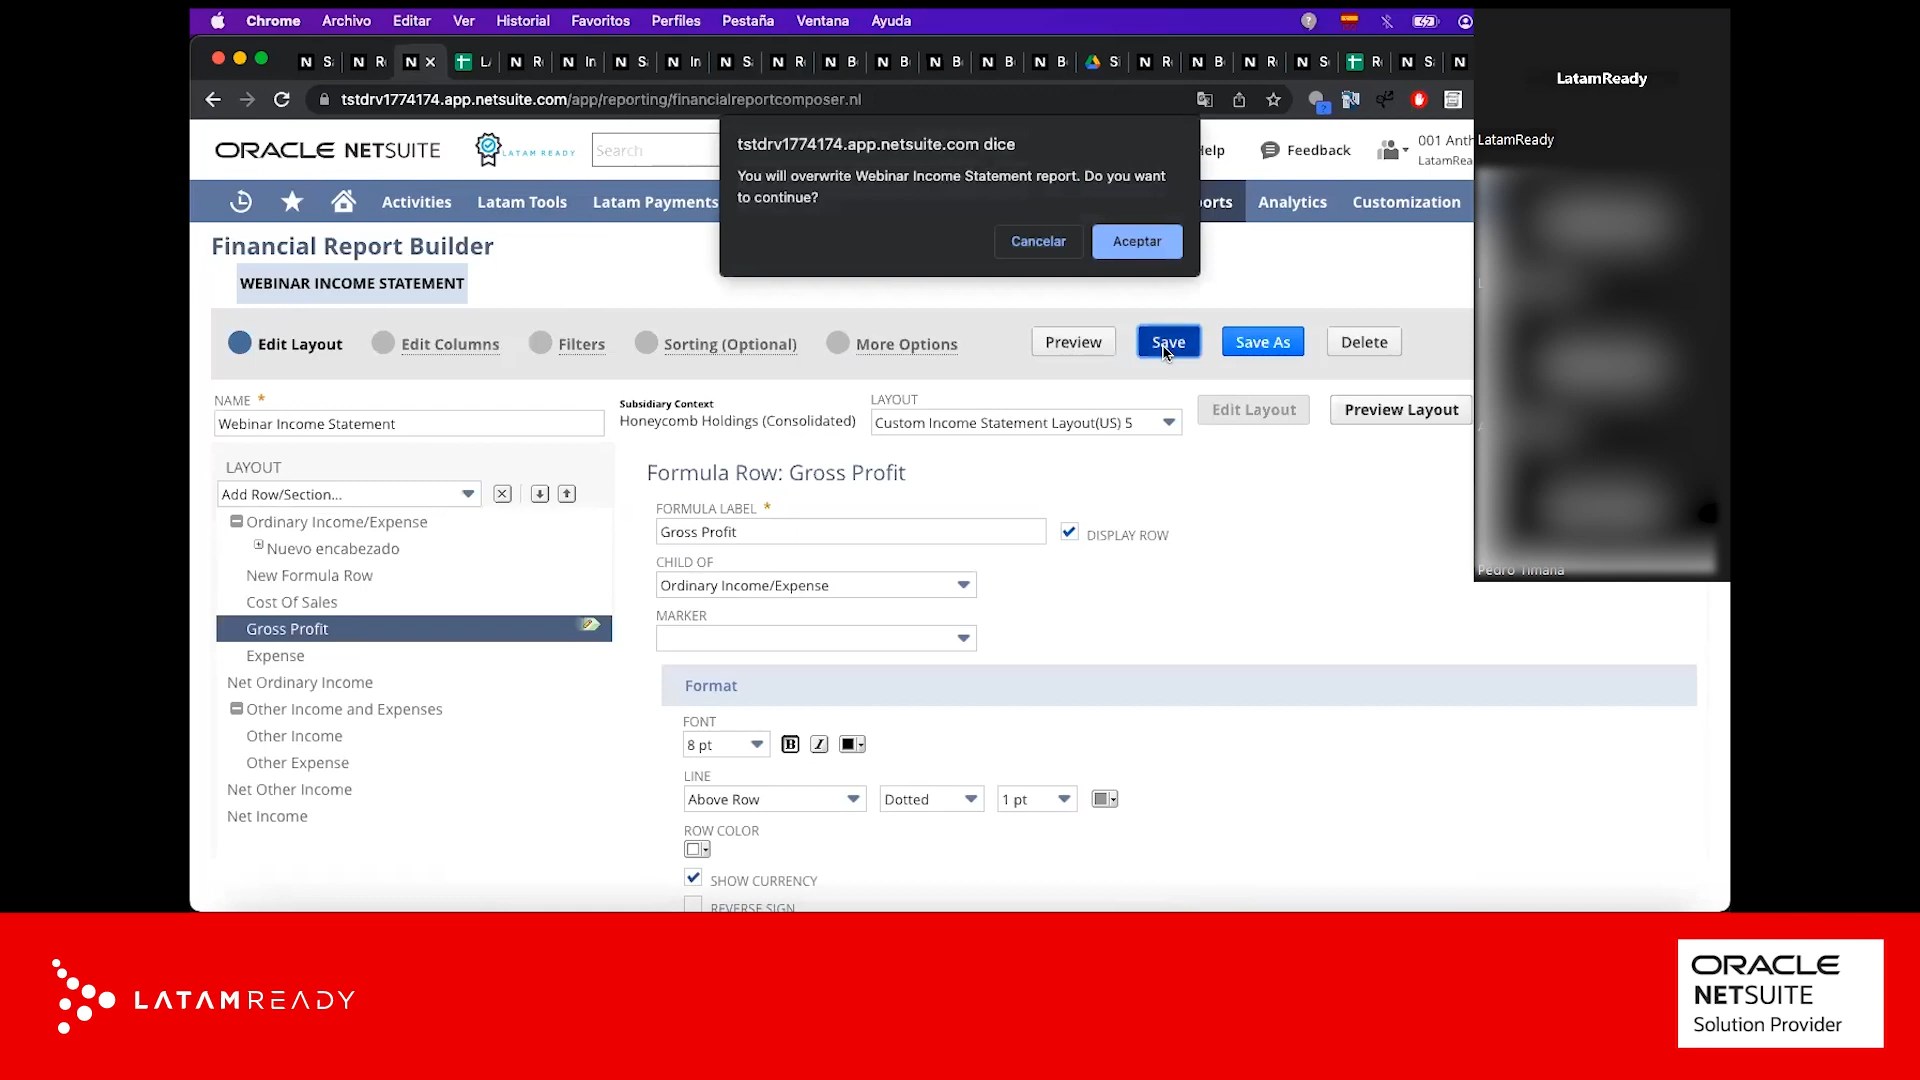 Chrome Archivo Editar Ver Historial Favoritos Perfiles Pestaña Ventana Ayuda
tstdrv1774174.app.netsuite.com/app/reporting/financialreportcomposer.nl
LatamReady
LatamReady
tstdrv1774174.app.netsuite.com dice
You will overwrite Webinar Income Statement report. Do you want
to continue?
Cancelar Aceptar
ORACLE NETSUITE LATAM READY Search Help Feedback 001 Anth
LatamRea
Activities Latam Tools Latam Payments Analytics Customization
Financial Report Builder
WEBINAR INCOME STATEMENT
Edit Layout Edit Columns Filters Sorting (Optional) More Options Preview Save Save As Delete
NAME *
Webinar Income Statement
Subsidiary Context
Honeycomb Holdings (Consolidated)
LAYOUT
Custom Income Statement Layout(US) 5
Edit Layout Preview Layout
LAYOUT
Add Row/Section...
Ordinary Income/Expense
Nuevo encabezado
New Formula Row
Cost Of Sales
Gross Profit
Expense
Net Ordinary Income
Other Income and Expenses
Other Income
Other Expense
Net Other Income
Net Income
Formula Row: Gross Profit
FORMULA LABEL *
Gross Profit
DISPLAY ROW
CHILD OF
Ordinary Income/Expense
MARKER
Format
FONT
8 pt B I
LINE
Above Row Dotted 1 pt
ROW COLOR
SHOW CURRENCY
REVERSE SIGN
Pedro Timana
LATAMREADY
ORACLE
NETSUITE
Solution Provider